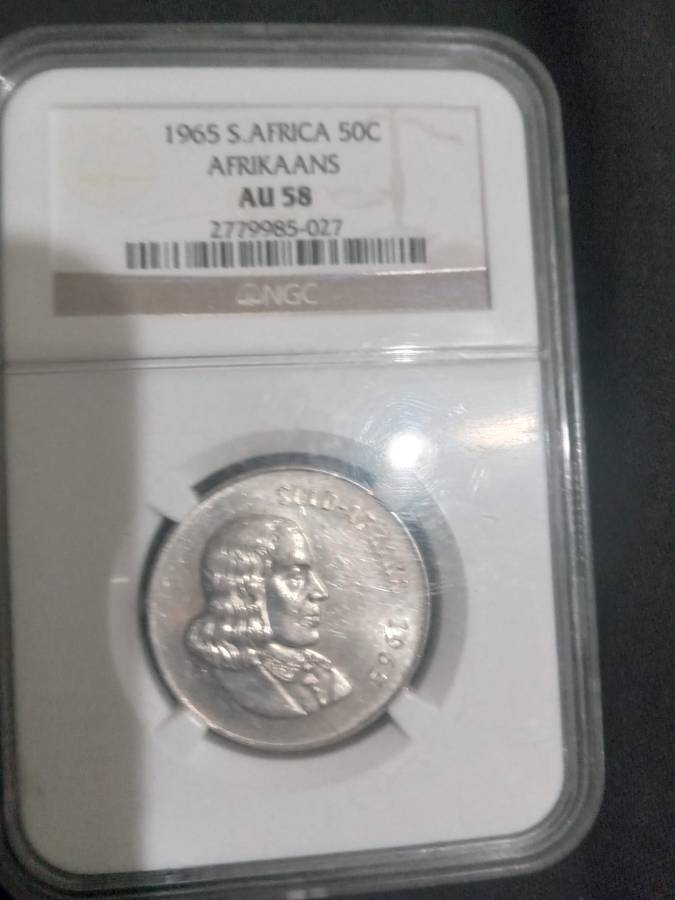 1965 S.AFRICA 50C
AFRIKAANS
AU 58
2779985-027
NGC
SUID-AFRIKA 1965